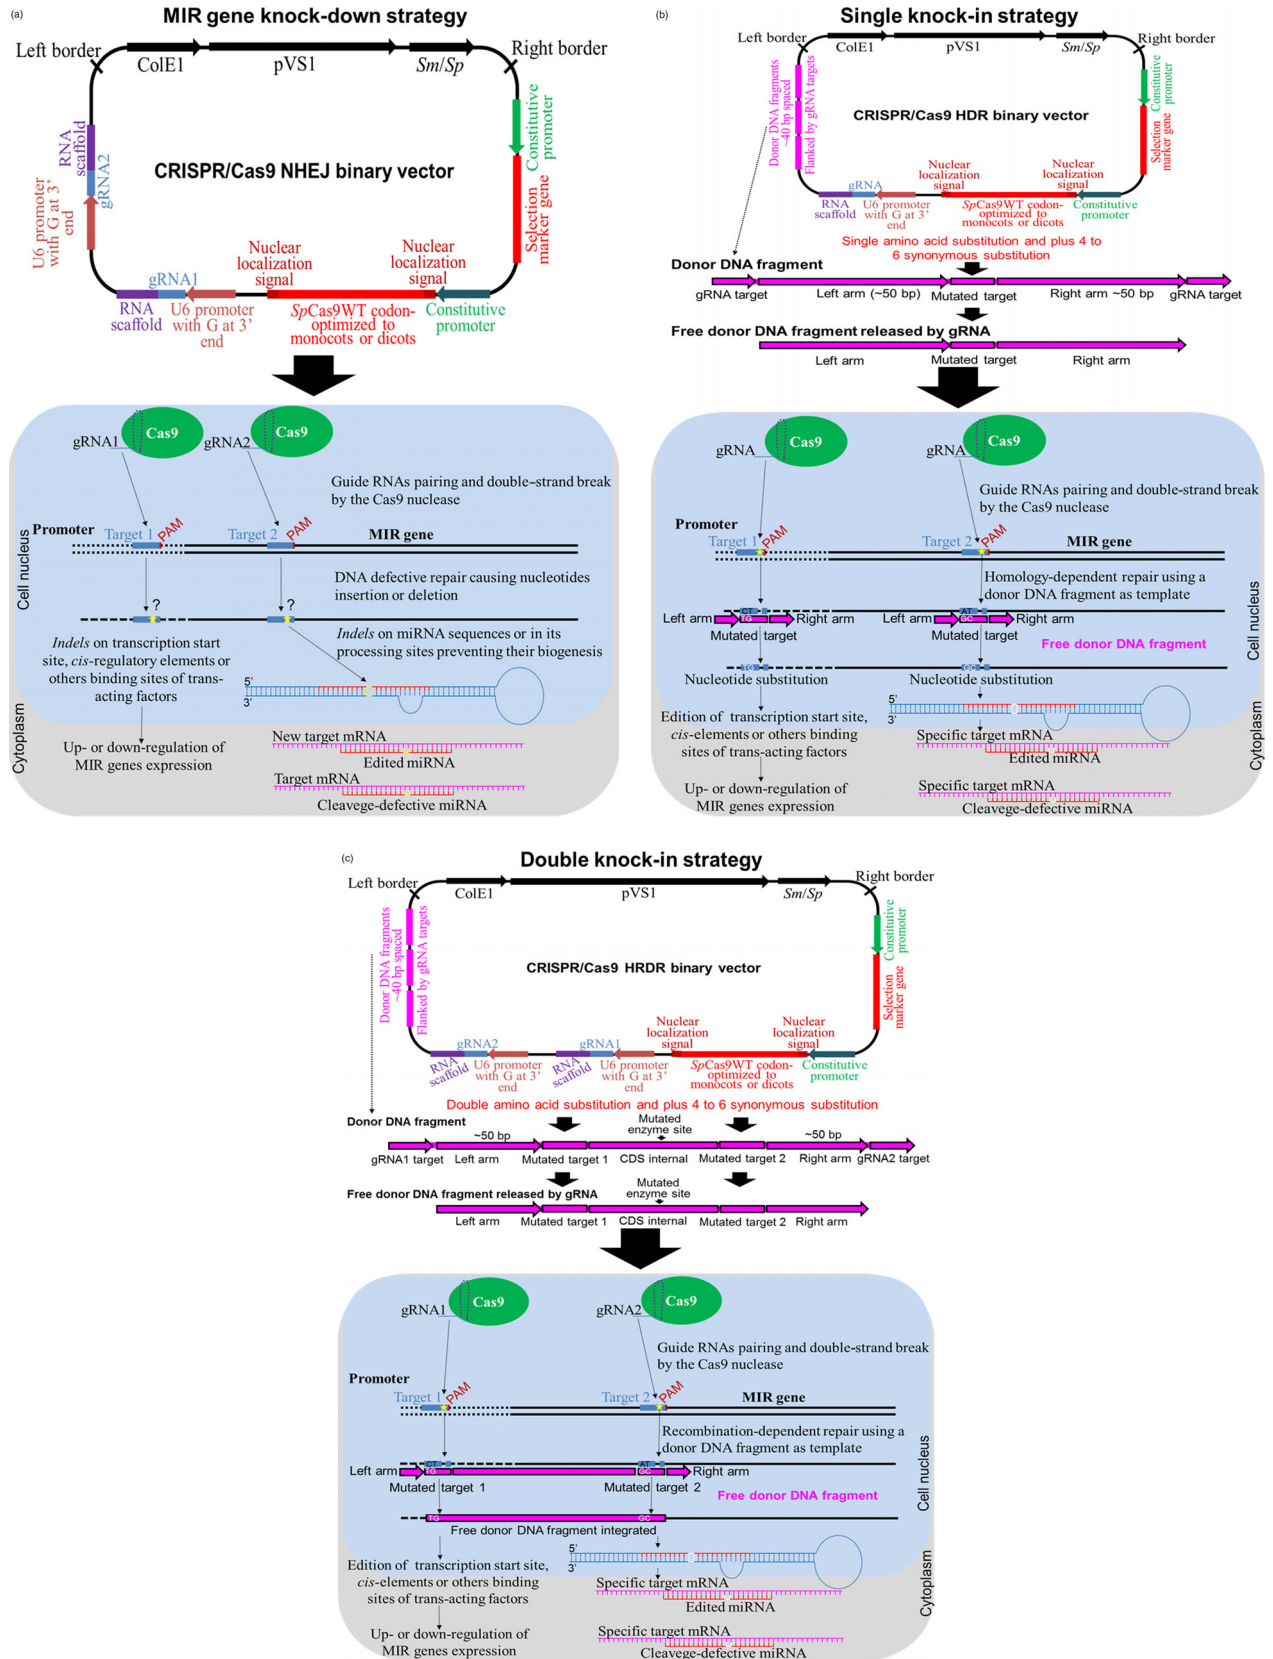 (a)
MIR gene knock-down strategy
Left border
Right border
ColE1
pVS1
Sm/Sp
Constitutive
promoter
RNA
scaffold
gRNA2
U6 promoter
with G at 3’
end
CRISPR/Cas9 NHEJ binary vector
Selection
marker gene
Nuclear
localization
signal
Nuclear
localization
signal
gRNA1
RNA
scaffold
U6 promoter
with G at 3’
end
SpCas9WT codon-
optimized to
monocots or dicots
Constitutive
promoter
gRNA1
Cas9
gRNA2
Cas9
Guide RNAs pairing and double-strand break
by the Cas9 nuclease
Promoter
Target 1
PAM
Target 2
PAM
MIR gene
Cell nucleus
DNA defective repair causing nucleotides
insertion or deletion
?
?
Indels on transcription start
site, cis-regulatory elements or
others binding sites of trans-
acting factors
Indels on miRNA sequences or in its
processing sites preventing their biogenesis
5’
3’
Cytoplasm
Up- or down-regulation of
MIR genes expression
New target mRNA
Edited miRNA
Target mRNA
Cleavege-defective miRNA
(b)
Single knock-in strategy
Left border
Right border
ColE1
pVS1
Sm/Sp
Donor DNA fragments
~40 bp spaced
Flanked by gRNA targets
Constitutive
promoter
CRISPR/Cas9 HDR binary vector
Selection
marker gene
Nuclear
localization
signal
Nuclear
localization
signal
gRNA
RNA
scaffold
U6 promoter
with G at 3’
end
SpCas9WT codon-
optimized to
monocots or dicots
Constitutive
promoter
Single amino acid substitution and plus 4 to
6 synonymous substitution
Donor DNA fragment
gRNA target
Left arm (~50 bp)
Mutated target
Right arm ~50 bp
gRNA target
Free donor DNA fragment released by gRNA
Left arm
Mutated target
Right arm
gRNA
Cas9
gRNA
Cas9
Guide RNAs pairing and double-strand break
by the Cas9 nuclease
Promoter
Target 1
PAM
Target 2
PAM
MIR gene
Homology-dependent repair using a
donor DNA fragment as template
CT
AT
Left arm
TG
Right arm
Left arm
GC
Right arm
Mutated target
Mutated target
Free donor DNA fragment
TG
GC
Nucleotide substitution
Nucleotide substitution
Cell nucleus
5’
3’
Edition of transcription start site,
cis-elements or others binding
sites of trans-acting factors
Up- or down-regulation of
MIR genes expression
Specific target mRNA
Edited miRNA
Specific target mRNA
Cleavege-defective miRNA
Cytoplasm
(c)
Double knock-in strategy
Left border
Right border
ColE1
pVS1
Sm/Sp
Donor DNA fragments
~40 bp spaced
Flanked by gRNA targets
Constitutive
promoter
CRISPR/Cas9 HRDR binary vector
Selection
marker gene
Nuclear
localization
signal
Nuclear
localization
signal
gRNA2
gRNA1
RNA
scaffold
U6 promoter
with G at 3’
end
RNA
scaffold
U6 promoter
with G at 3’
end
SpCas9WT codon-
optimized to
monocots or dicots
Constitutive
promoter
Double amino acid substitution and plus 4 to 6 synonymous substitution
Donor DNA fragment
Mutated
enzyme site
~50 bp
~50 bp
gRNA1 target
Left arm
Mutated target 1
CDS internal
Mutated target 2
Right arm
gRNA2 target
Free donor DNA fragment released by gRNA
Mutated
enzyme site
Left arm
Mutated target 1
CDS internal
Mutated target 2
Right arm
gRNA1
Cas9
gRNA2
Cas9
Guide RNAs pairing and double-strand break
by the Cas9 nuclease
Promoter
Target 1
PAM
Target 2
PAM
MIR gene
Recombination-dependent repair using a
donor DNA fragment as template
CT
AT
Left arm
TG
GC
Right arm
Mutated target 1
Mutated target 2
Free donor DNA fragment
TG
GC
Free donor DNA fragment integrated
Cell nucleus
5’
3’
Edition of transcription start site,
cis-elements or others binding
sites of trans-acting factors
Up- or down-regulation of
MIR genes expression
Specific target mRNA
Edited miRNA
Specific target mRNA
Cleavege-defective miRNA
Cytoplasm